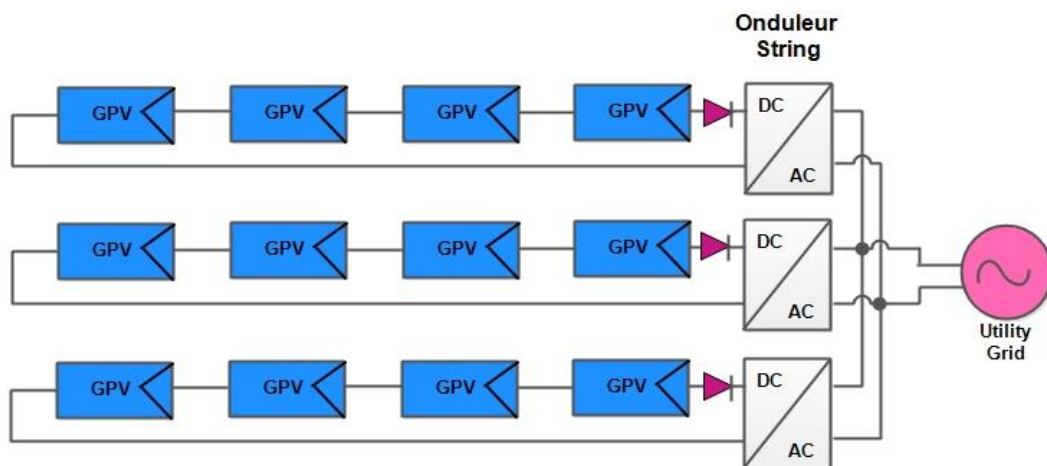 Onduleur
String
GPV GPV GPV GPV DC
AC
GPV GPV GPV GPV DC
AC
Utility
Grid
GPV GPV GPV GPV DC
AC